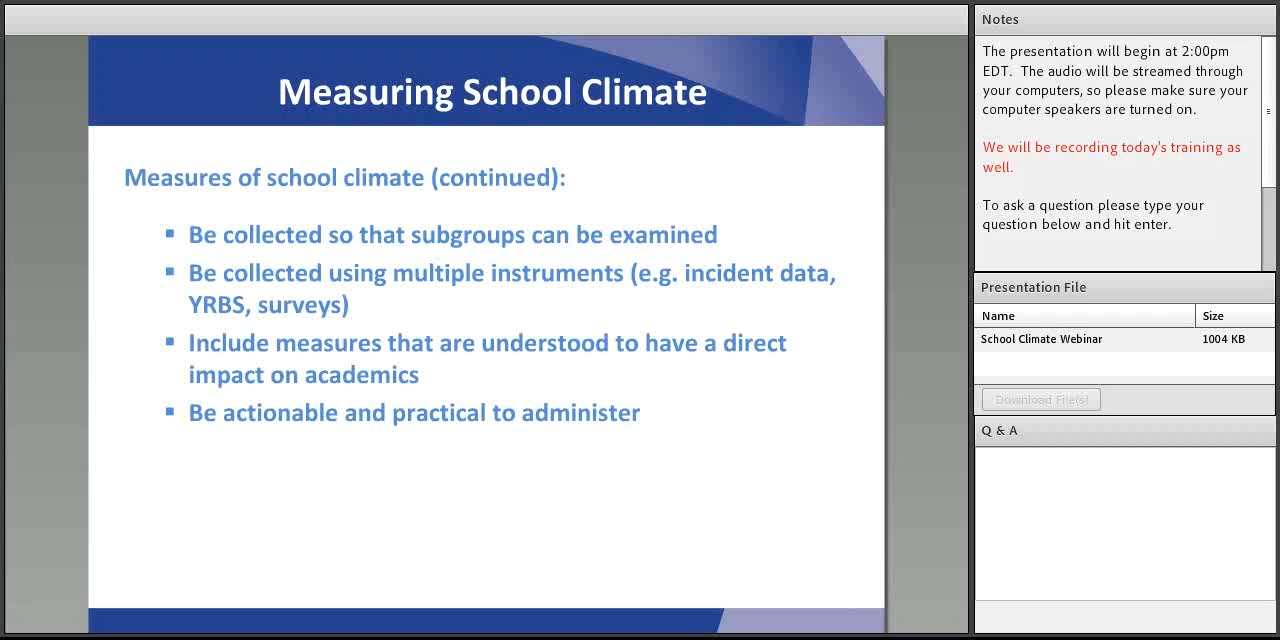 Measuring School Climate
Measures of school climate (continued):
▪ Be collected so that subgroups can be examined
▪ Be collected using multiple instruments (e.g. incident data,
YRBS, surveys)
▪ Include measures that are understood to have a direct
impact on academics
▪ Be actionable and practical to administer
Notes
The presentation will begin at 2:00pm
EDT. The audio will be streamed through
your computers, so please make sure your
computer speakers are turned on.
We will be recording today's training as
well.
To ask a question please type your
question below and hit enter.
Presentation File
Name Size
School Climate Webinar 1004 KB
Download File(s)
Q & A